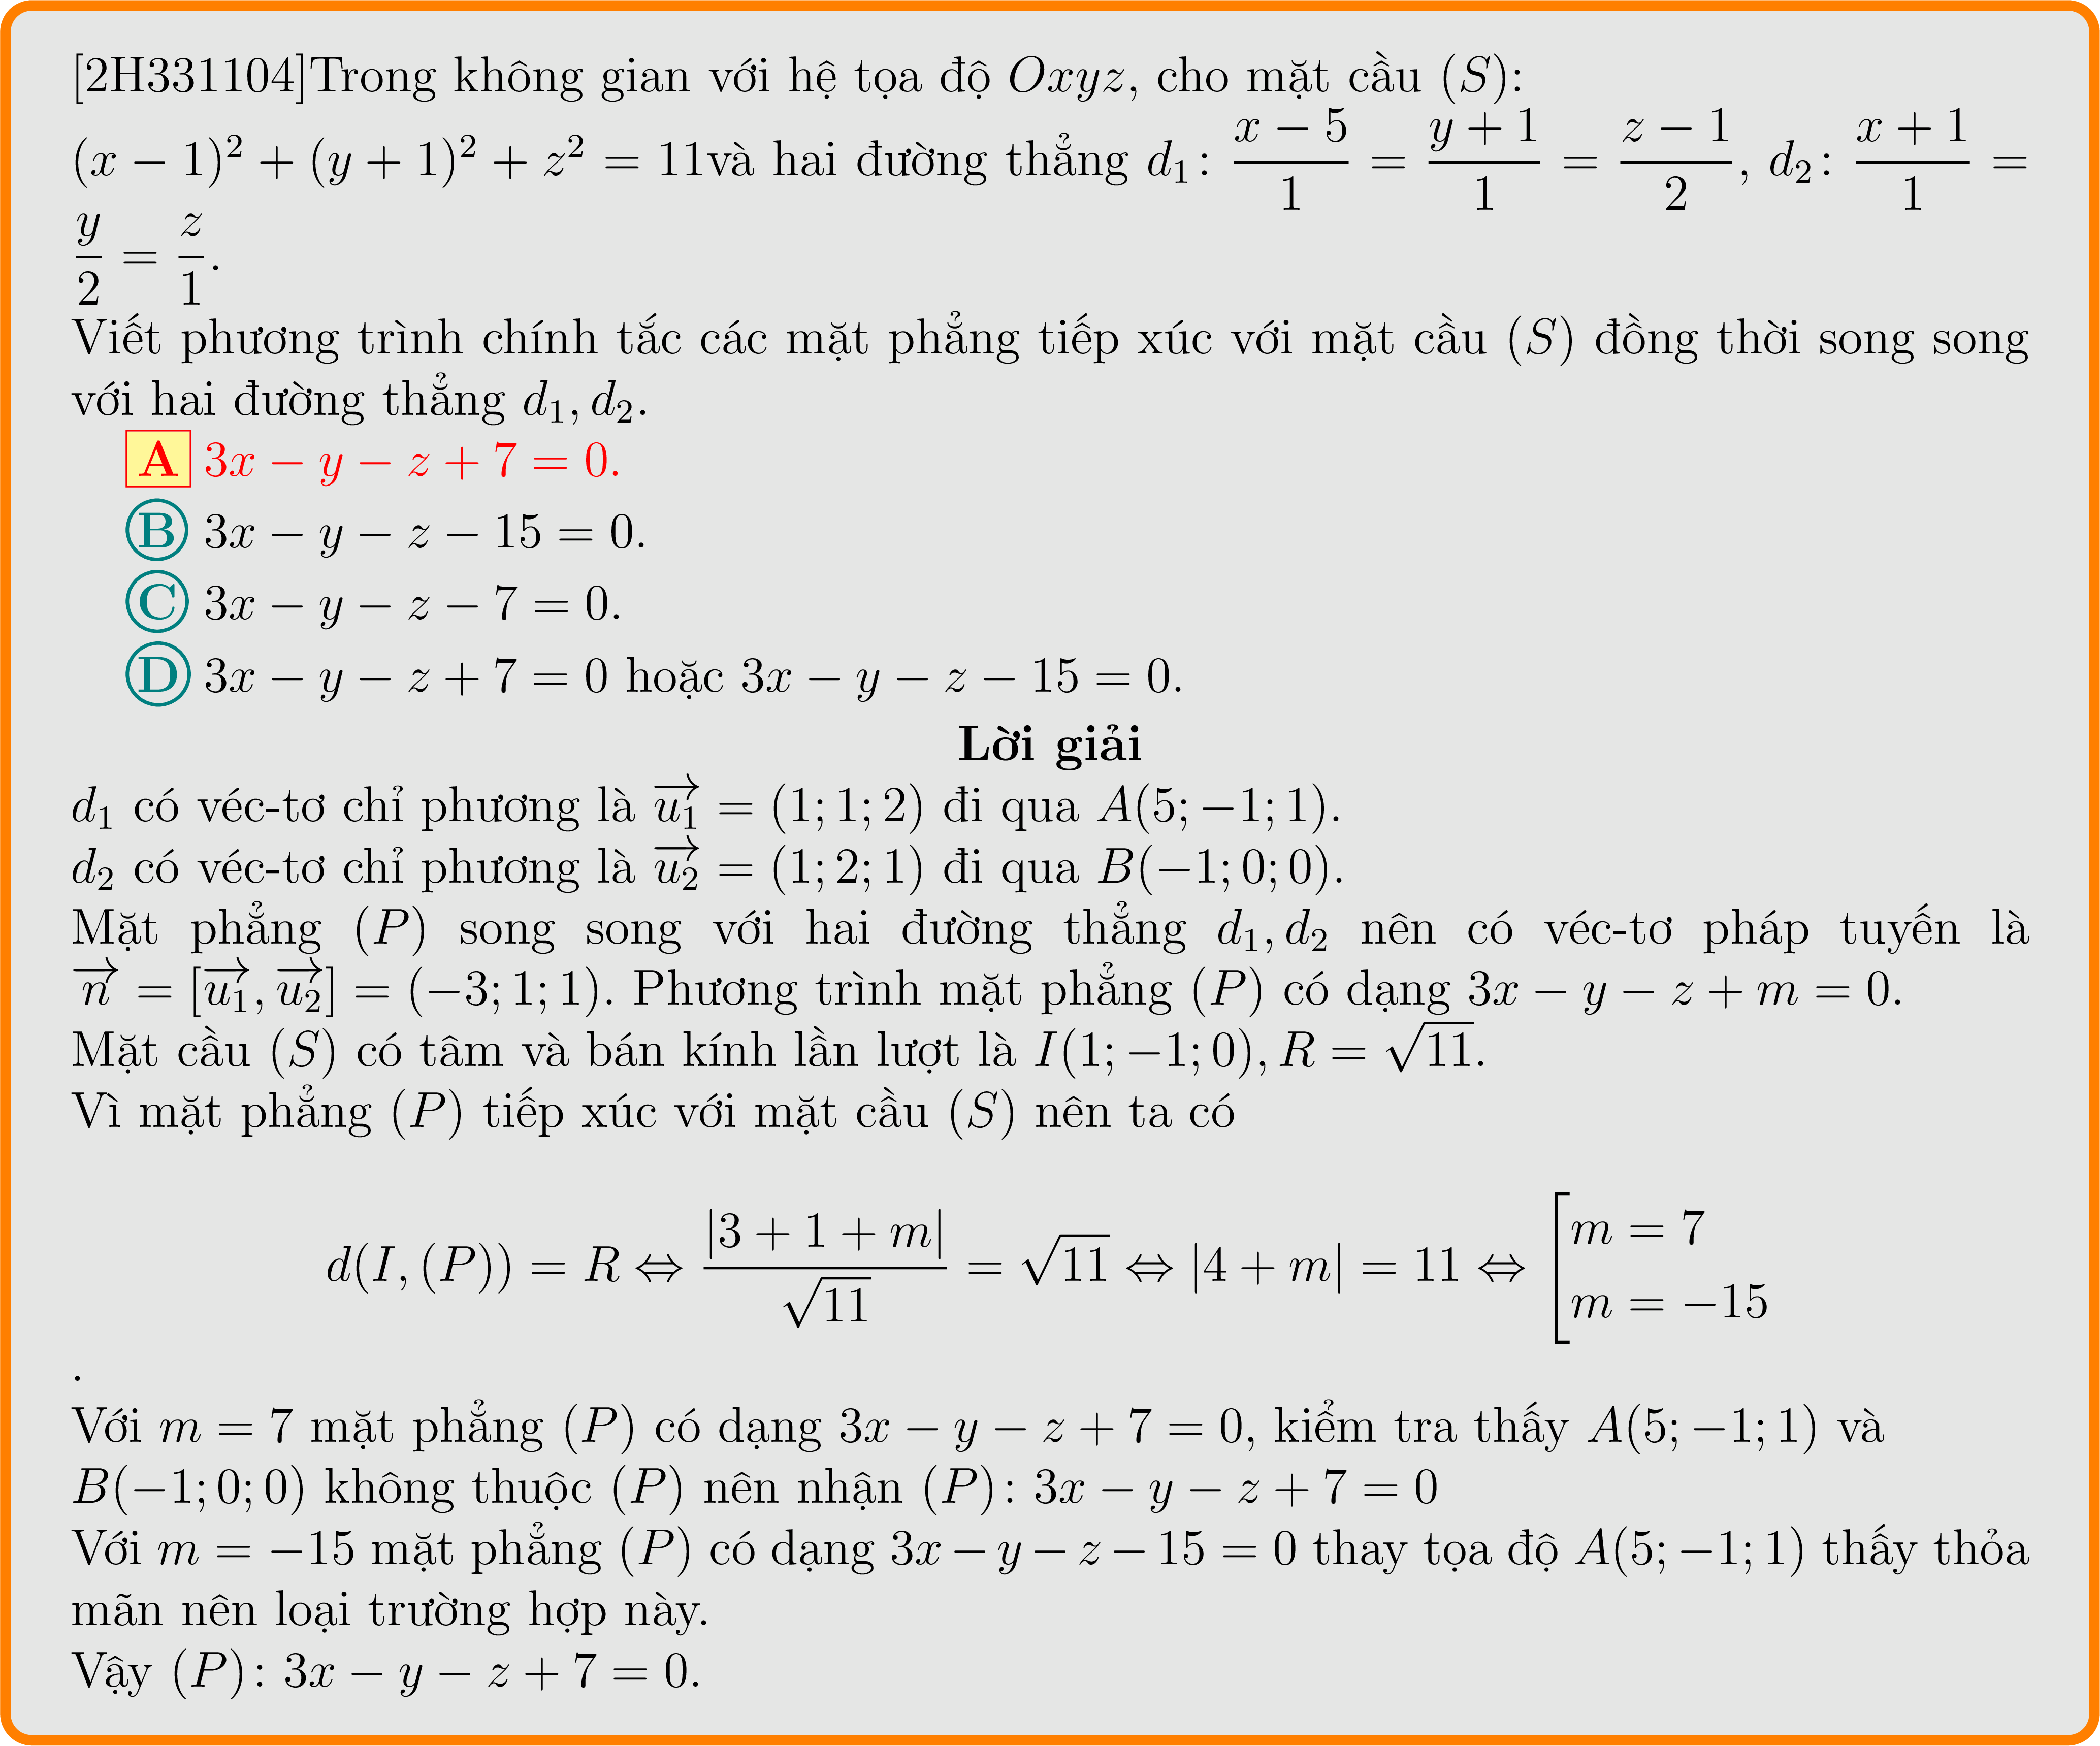 [2H331104]Trong không gian với hệ tọa độ $Oxyz$, cho mặt cầu $(S)$:
$(x-1)^2+(y+1)^2+z^2=11$và hai đường thẳng $d_1\colon \dfrac{x-5}{1}=\dfrac{y+1}{1}=\dfrac{z-1}{2}$, $d_2\colon \dfrac{x+1}{1}=$
$\dfrac{y}{2}=\dfrac{z}{1}$.
Viết phương trình chính tắc các mặt phẳng tiếp xúc với mặt cầu $(S)$ đồng thời song song
với hai đường thẳng $d_1, d_2$.
A $3x-y-z+7=0$.
B $3x-y-z-15=0$.
C $3x-y-z-7=0$.
D $3x-y-z+7=0$ hoặc $3x-y-z-15=0$.
Lời giải
$d_1$ có véc-tơ chỉ phương là $\overrightarrow{u_1}=(1;1;2)$ đi qua $A(5;-1;1)$.
$d_2$ có véc-tơ chỉ phương là $\overrightarrow{u_2}=(1;2;1)$ đi qua $B(-1;0;0)$.
Mặt phẳng $(P)$ song song với hai đường thẳng $d_1, d_2$ nên có véc-tơ pháp tuyến là
$\overrightarrow{n}=[\overrightarrow{u_1},\overrightarrow{u_2}]=(-3;1;1)$. Phương trình mặt phẳng $(P)$ có dạng $3x-y-z+m=0$.
Mặt cầu $(S)$ có tâm và bán kính lần lượt là $I(1;-1;0), R=\sqrt{11}$.
Vì mặt phẳng $(P)$ tiếp xúc với mặt cầu $(S)$ nên ta có
$d(I,(P))=R\Leftrightarrow \dfrac{|3+1+m|}{\sqrt{11}}=\sqrt{11}\Leftrightarrow |4+m|=11\Leftrightarrow \left[\begin{array}{l}m=7\\m=-15\end{array}\right.$
.
Với $m=7$ mặt phẳng $(P)$ có dạng $3x-y-z+7=0$, kiểm tra thấy $A(5;-1;1)$ và
$B(-1;0;0)$ không thuộc $(P)$ nên nhận $(P)\colon 3x-y-z+7=0$
Với $m=-15$ mặt phẳng $(P)$ có dạng $3x-y-z-15=0$ thay tọa độ $A(5;-1;1)$ thấy thỏa
mãn nên loại trường hợp này.
Vậy $(P)\colon 3x-y-z+7=0$.